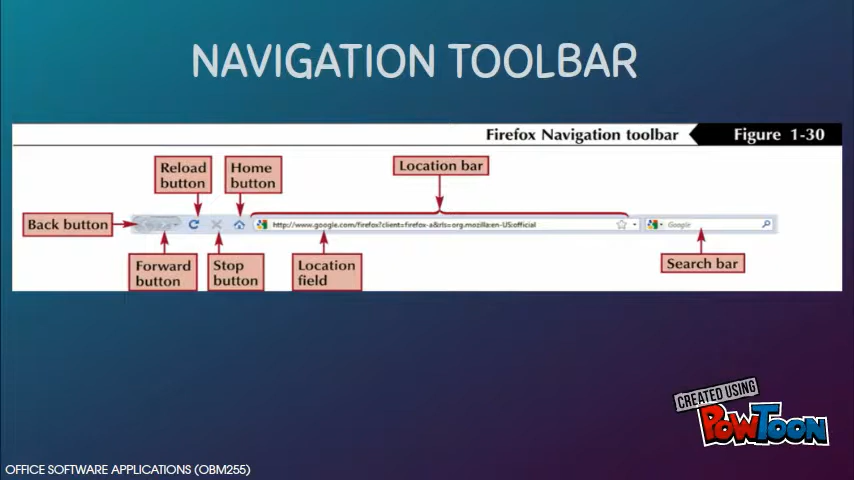 NAVIGATION TOOLBAR
Firefox Navigation toolbar
Figure 1-30
Reload
button
Home
button
Location bar
Back button
http://www.google.com/firefox?client=firefox-a&rls=org.mozilla:en-US:official
Google
Forward
button
Stop
button
Location
field
Search bar
CREATED USING
POWTOON
OFFICE SOFTWARE APPLICATIONS (OBM255)